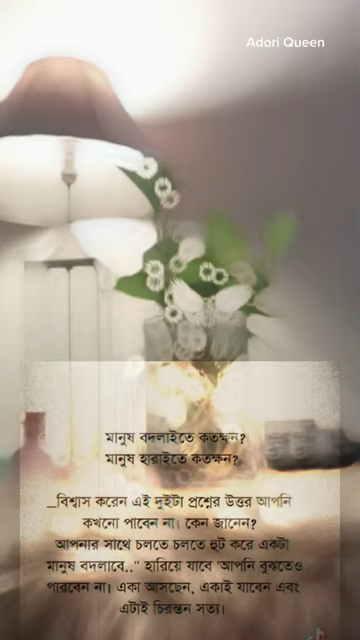 Adori Queen
মানুষ বদলাইতে কতক্ষন?
মানুষ হারাইতে কতক্ষন?
_বিশ্বাস করেন এই দুইটা প্রশ্নের উত্তর আপনি
কখনো পাবেন না। কেন জানেন?
আপনার সাথে চলতে চলতে হুট করে একটা
মানুষ বদলাবে.." হারিয়ে যাবে 'আপনি বুঝতেও
পারবেন না। একা আসছেন, একাই যাবেন এবং
এটাই চিরন্তন সত্য।